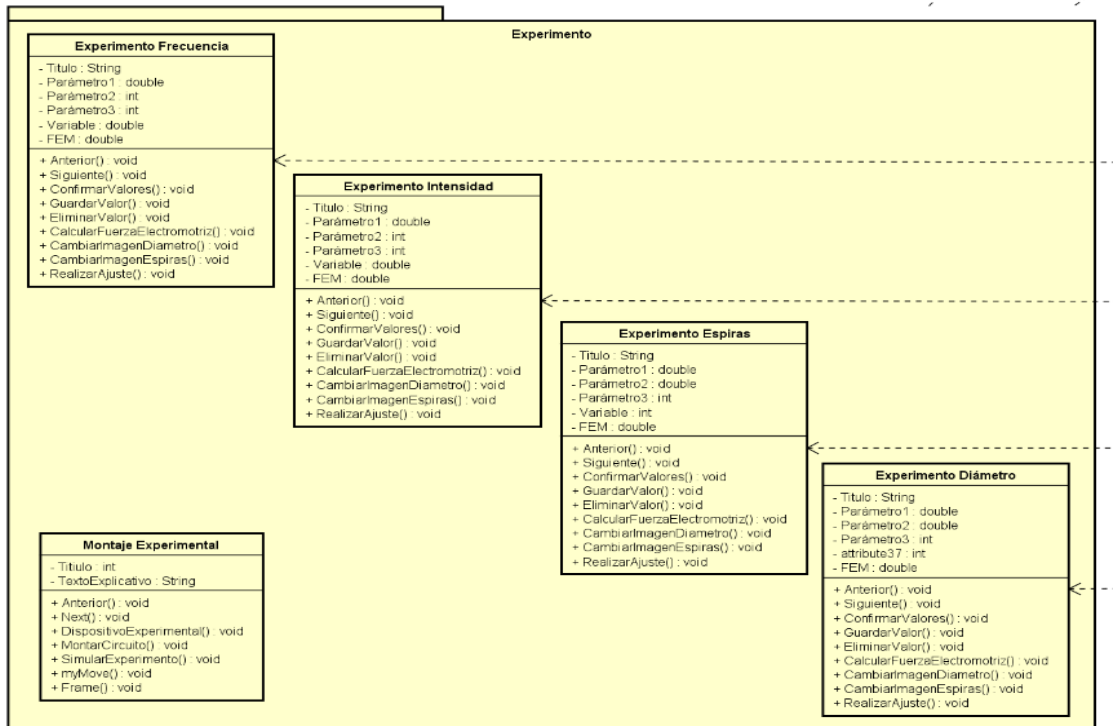 Experimento
Experimento Frecuencia
- Titulo : String
- Parámetro1 : double
- Parámetro2 : int
- Parámetro3 : int
- Variable : double
- FEM : double
+ Anterior() : void
+ Siguiente() : void
+ ConfirmarValores() : void
+ GuardarValor() : void
+ EliminarValor() : void
+ CalcularFuerzaElectromotriz() : void
+ CambiarImagenDiametro() : void
+ CambiarImagenEspiras() : void
+ RealizarAjuste() : void
Experimento Intensidad
- Titulo : String
- Parámetro1 : double
- Parámetro2 : int
- Parámetro3 : int
- Variable : double
- FEM : double
+ Anterior() : void
+ Siguiente() : void
+ ConfirmarValores() : void
+ GuardarValor() : void
+ EliminarValor() : void
+ CalcularFuerzaElectromotriz() : void
+ CambiarImagenDiametro() : void
+ CambiarImagenEspiras() : void
+ RealizarAjuste() : void
Experimento Espiras
- Titulo : String
- Parámetro1 : double
- Parámetro2 : double
- Parámetro3 : int
- Variable : int
- FEM : double
+ Anterior() : void
+ Siguiente() : void
+ ConfirmarValores() : void
+ GuardarValor() : void
+ EliminarValor() : void
+ CalcularFuerzaElectromotriz() : void
+ CambiarImagenDiametro() : void
+ CambiarImagenEspiras() : void
+ RealizarAjuste() : void
Experimento Diámetro
- Titulo : String
- Parámetro1 : double
- Parámetro2 : double
- Parámetro3 : int
- attribute37 : int
- FEM : double
+ Anterior() : void
+ Siguiente() : void
+ ConfirmarValores() : void
+ GuardarValor() : void
+ EliminarValor() : void
+ CalcularFuerzaElectromotriz() : void
+ CambiarImagenDiametro() : void
+ CambiarImagenEspiras() : void
+ RealizarAjuste() : void
Montaje Experimental
- Titiulo : int
- TextoExplicativo : String
+ Anterior() : void
+ Next() : void
+ DispositivoExperimental() : void
+ MontarCircuito() : void
+ SimularExperimento() : void
+ myMove() : void
+ Frame() : void